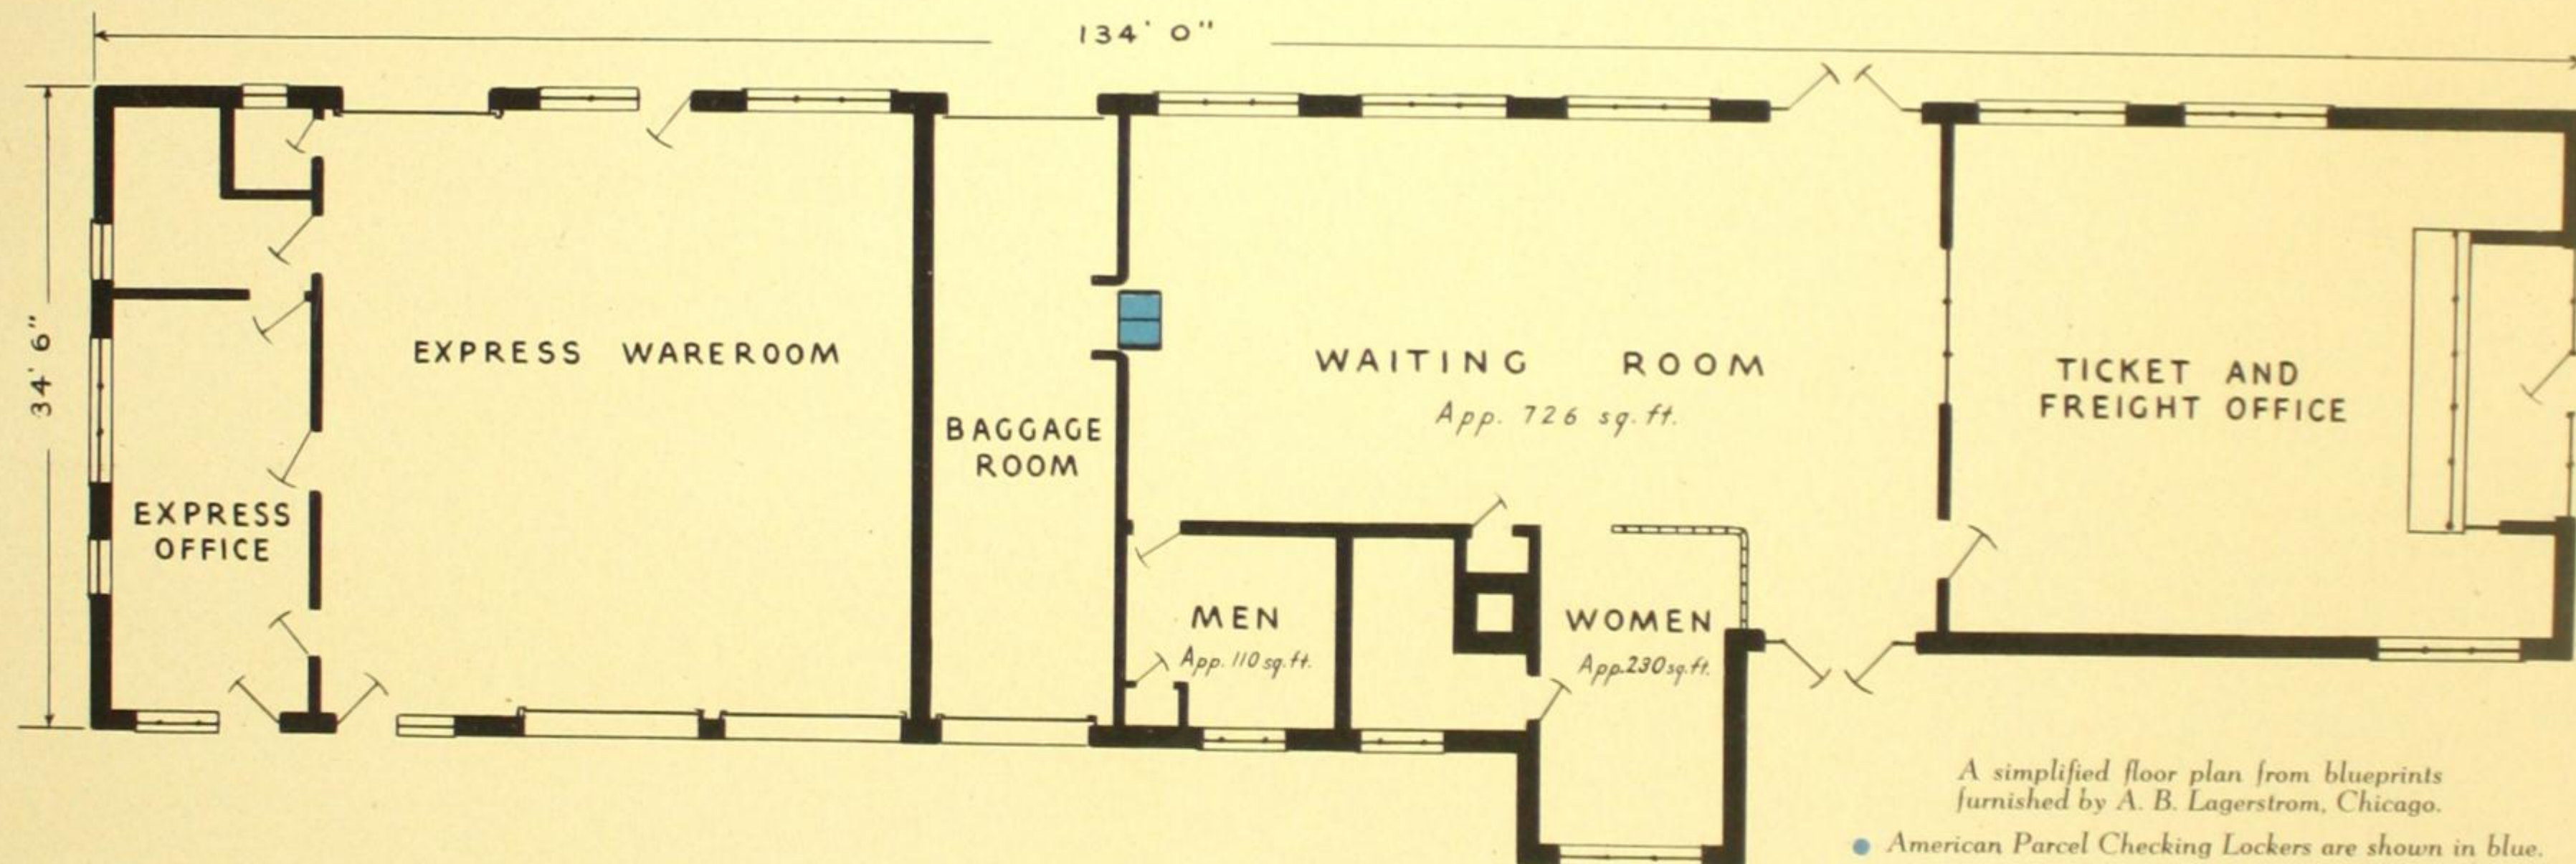 134' 0"
34' 6"
EXPRESS WAREROOM
WAITING ROOM
App. 726 sq. ft.
TICKET AND
FREIGHT OFFICE
BAGGAGE
ROOM
EXPRESS
OFFICE
MEN
App. 110 sq. ft.
WOMEN
App. 230 sq. ft.
A simplified floor plan from blueprints
furnished by A. B. Lagerstrom, Chicago.
● American Parcel Checking Lockers are shown in blue.